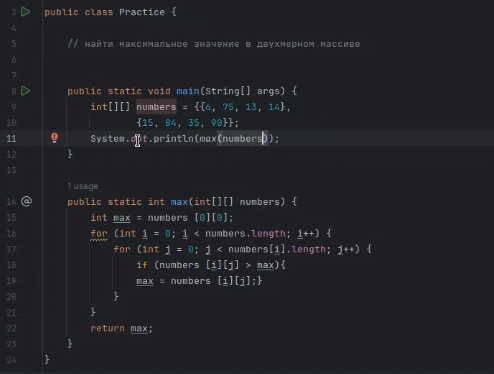 3 public class Practice {
4
5 // найти максимальное значение в двухмерном массиве
6
7
8 public static void main(String[] args) {
9 int[][] numbers = {{6, 75, 13, 14},
10 {15, 84, 35, 90}};
11 System.out.println(max(numbers));
12 }
13
1 usage
14 @ public static int max(int[][] numbers) {
15 int max = numbers [0][0];
16 for (int i = 0; i < numbers.length; i++) {
17 for (int j = 0; j < numbers[i].length; j++) {
18 if (numbers [i][j] > max){
19 max = numbers [i][j];}
20 }
21 }
22 return max;
23 }
24 }